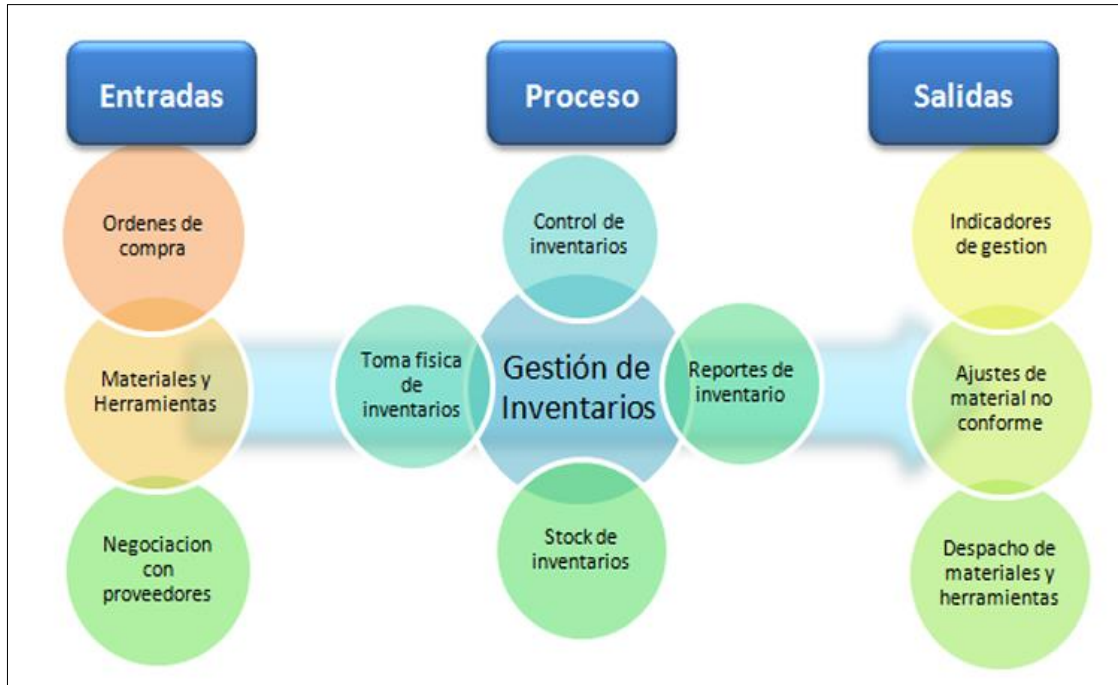 Entradas
Ordenes de
compra
Materiales y
Herramientas
Negociacion
con
proveedores
Proceso
Control de
inventarios
Toma fisica
de
inventarios
Gestión de
Inventarios
Reportes de
inventario
Stock de
inventarios
Salidas
Indicadores
de gestion
Ajustes de
material no
conforme
Despacho de
materiales y
herramientas